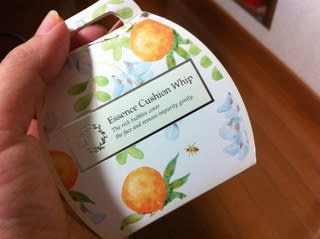 Essence Cushion Whip
The rich bubbles cover
the face and remove impurity gently.